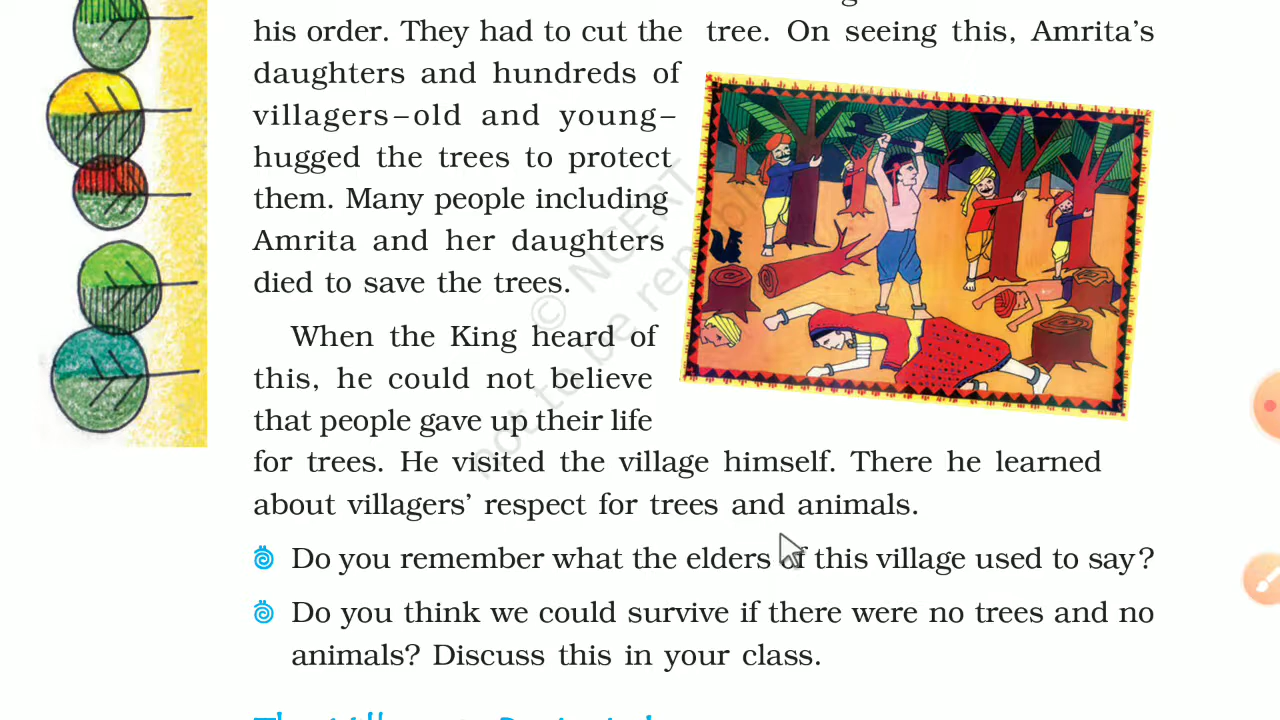 his order. They had to cut the tree. On seeing this, Amrita's
daughters and hundreds of
villagers–old and young–
hugged the trees to protect
them. Many people including
Amrita and her daughters
died to save the trees.
When the King heard of
this, he could not believe
that people gave up their life
for trees. He visited the village himself. There he learned
about villagers' respect for trees and animals.
Do you remember what the elders of this village used to say?
Do you think we could survive if there were no trees and no
animals? Discuss this in your class.
© NCERT
not to be republi